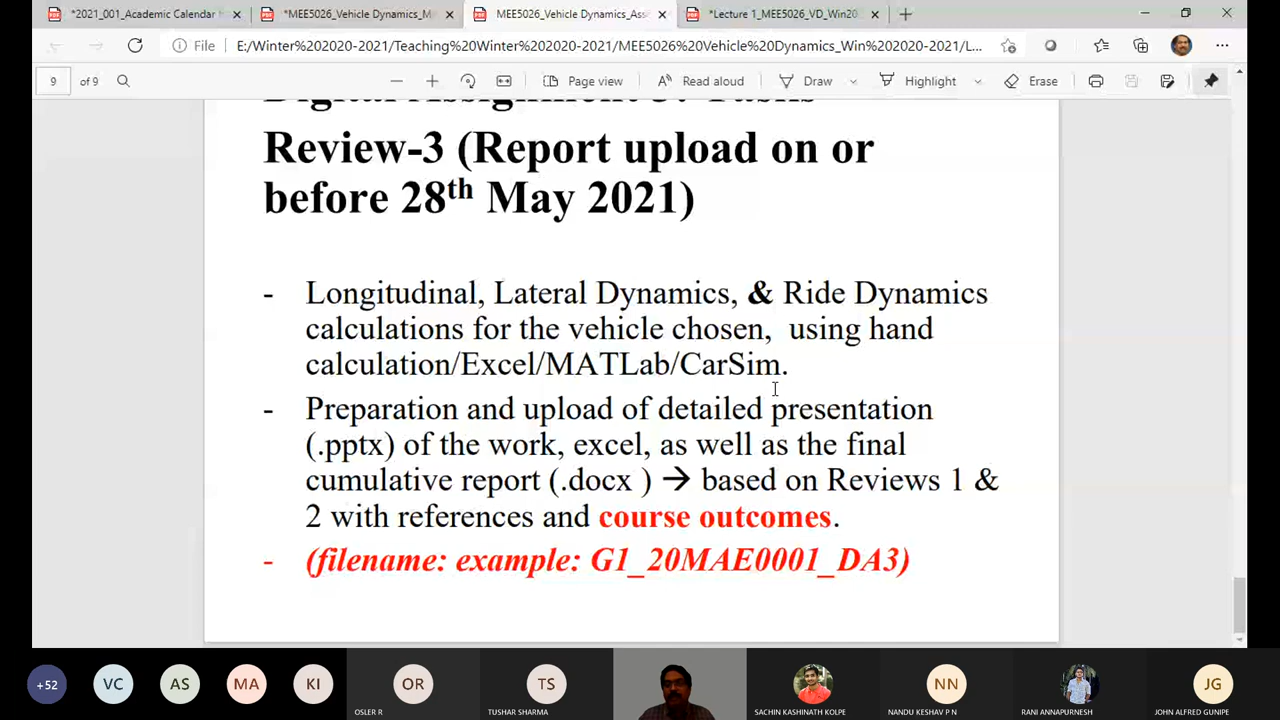 *2021_001_Academic Calendar
*MEE5026_Vehicle Dynamics_M
MEE5026_Vehicle Dynamics_Ass
*Lecture 1_MEE5026_VD_Win20
File
E:/Winter%202020-2021/Teaching%20Winter%202020-2021/MEE5026%20Vehicle%20Dynamics_Win%2020-2021/L...
9 of 9
Page view
Read aloud
Draw
Highlight
Erase
Review-3 (Report upload on or
before 28th May 2021)
- Longitudinal, Lateral Dynamics, & Ride Dynamics
calculations for the vehicle chosen, using hand
calculation/Excel/MATLab/CarSim.
- Preparation and upload of detailed presentation
(.pptx) of the work, excel, as well as the final
cumulative report (.docx ) → based on Reviews 1 &
2 with references and course outcomes.
- (filename: example: G1_20MAE0001_DA3)
+52
VC
AS
MA
KI
OR
TS
NN
JG
OSLER R
TUSHAR SHARMA
SACHIN KASHINATH KOLPE
NANDU KESHAV P N
RANI ANNAPURNESH
JOHN ALFRED GUNIPE